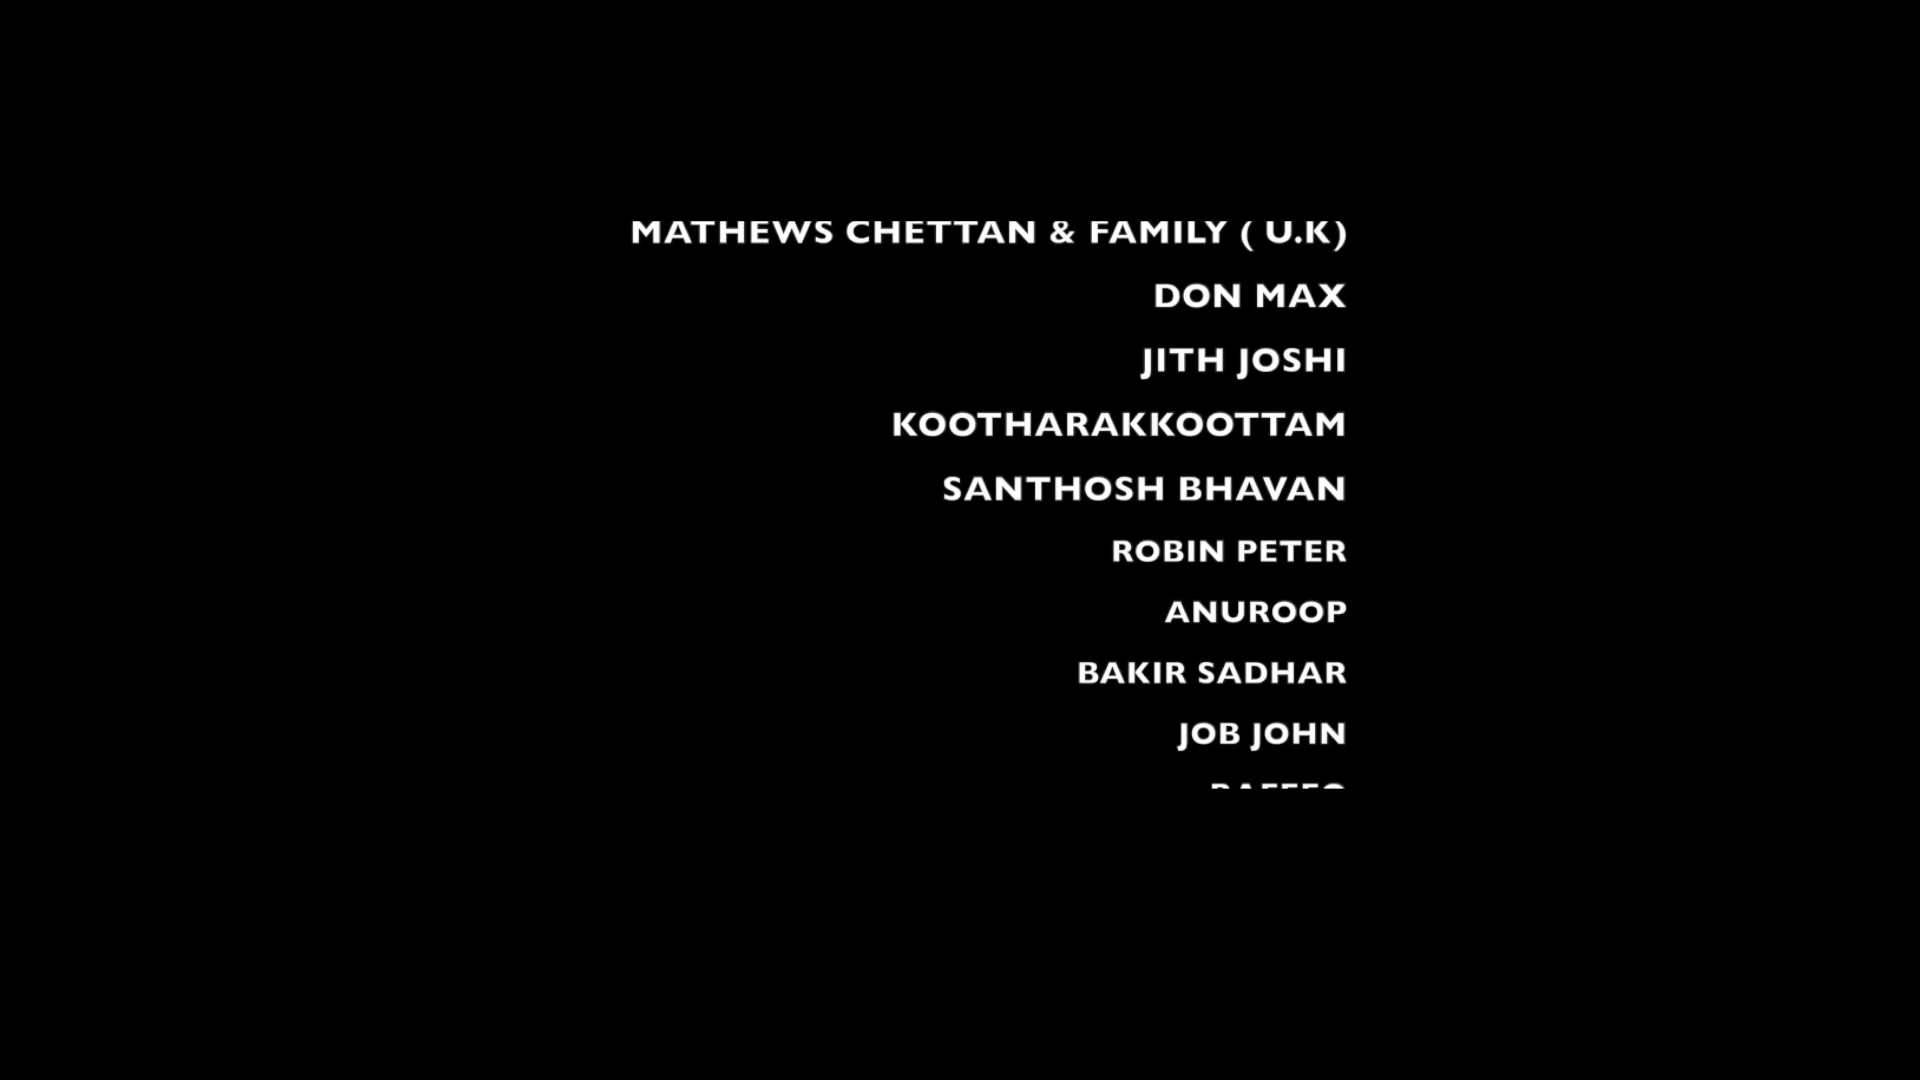 MATHEWS CHETTAN & FAMILY ( U.K)
DON MAX
JITH JOSHI
KOOTHARAKKOOTTAM
SANTHOSH BHAVAN
ROBIN PETER
ANUROOP
BAKIR SADHAR
JOB JOHN